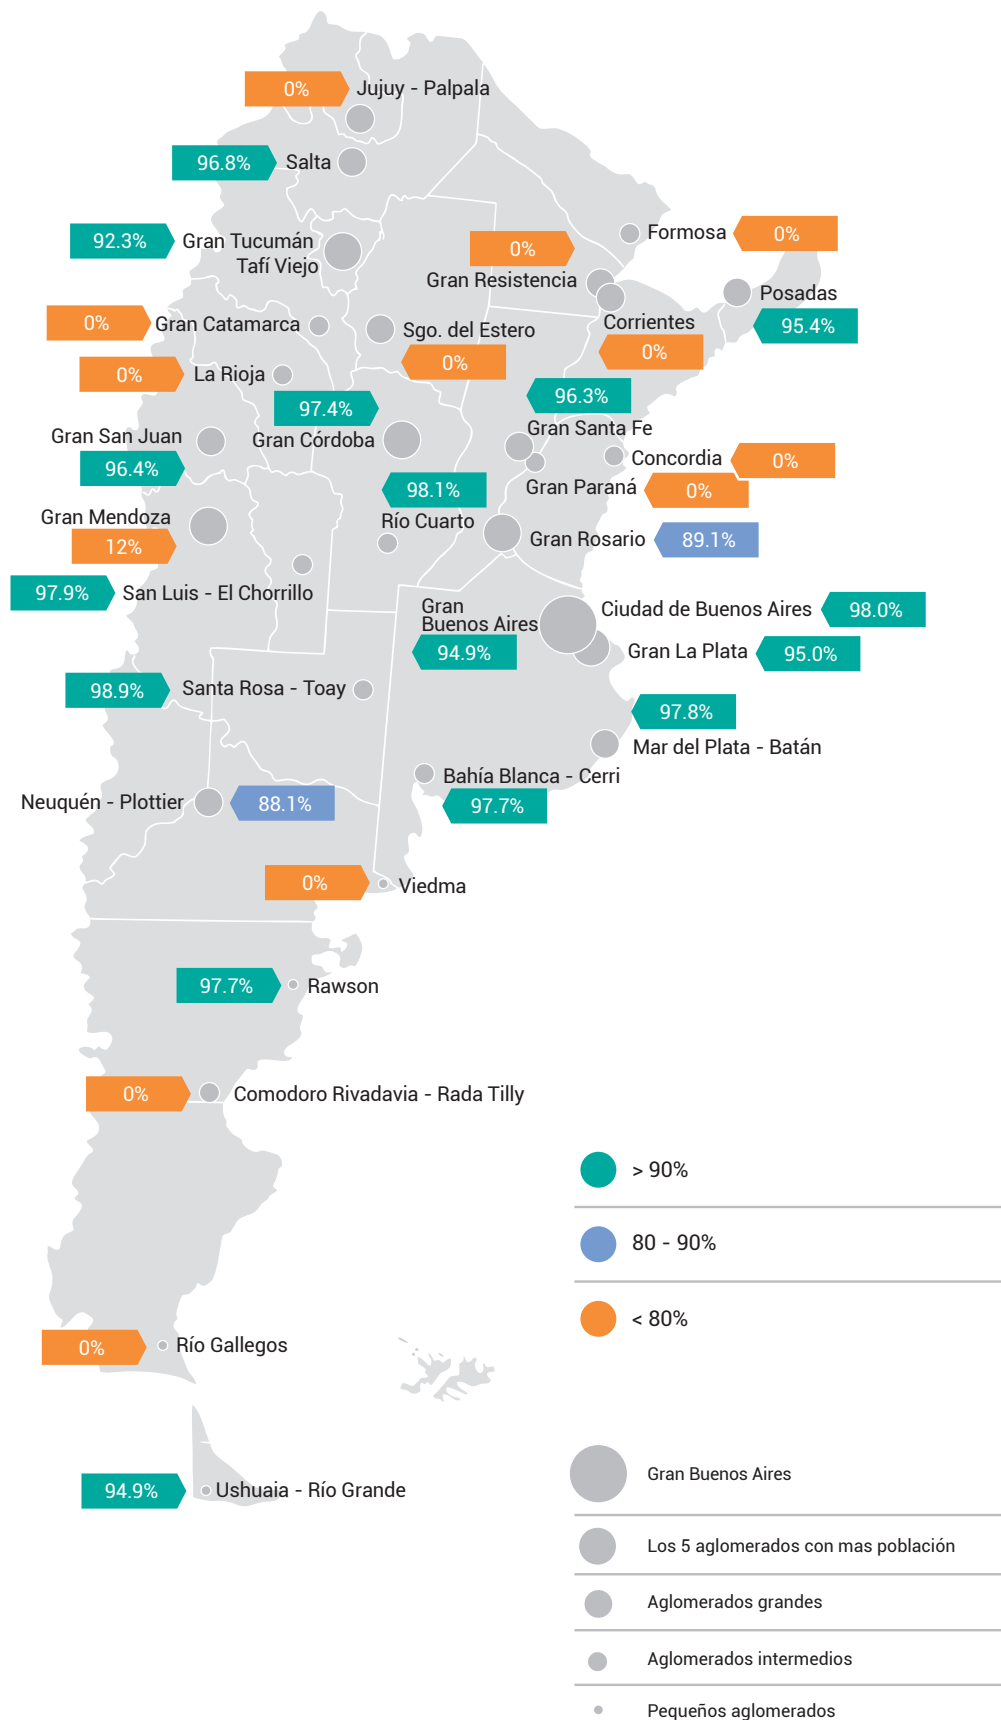 0%
Jujuy - Palpala
96.8%
Salta
92.3%
Gran Tucumán
Tafí Viejo
0%
Gran Resistencia
Formosa
0%
Posadas
95.4%
0%
Gran Catamarca
Sgo. del Estero
0%
Corrientes
0%
0%
La Rioja
97.4%
Gran Córdoba
96.3%
Gran Santa Fe
Gran San Juan
96.4%
Concordia
0%
98.1%
Río Cuarto
Gran Paraná
0%
Gran Mendoza
12%
Gran Rosario
89.1%
97.9%
San Luis - El Chorrillo
Gran
Buenos Aires
94.9%
Ciudad de Buenos Aires
98.0%
Gran La Plata
95.0%
98.9%
Santa Rosa - Toay
97.8%
Mar del Plata - Batán
Neuquén - Plottier
88.1%
Bahía Blanca - Cerri
97.7%
0%
Viedma
97.7%
Rawson
0%
Comodoro Rivadavia - Rada Tilly
> 90%
80 - 90%
< 80%
0%
Río Gallegos
94.9%
Ushuaia - Río Grande
Gran Buenos Aires
Los 5 aglomerados con mas población
Aglomerados grandes
Aglomerados intermedios
Pequeños aglomerados